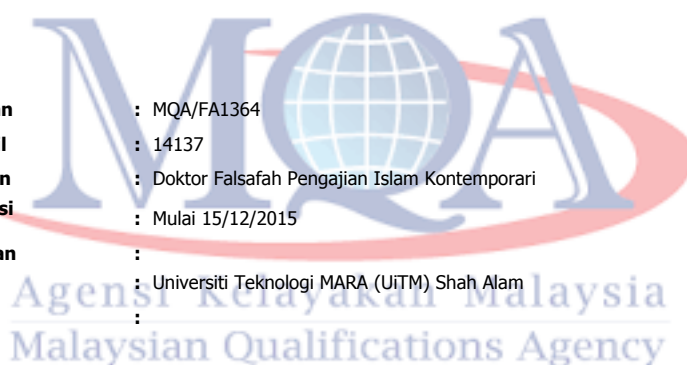 MQA
an : MQA/FA1364
l : 14137
n : Doktor Falsafah Pengajian Islam Kontemporari
si : Mulai 15/12/2015
an :
: Universiti Teknologi MARA (UiTM) Shah Alam
:
Agensi Kelayakan Malaysia
Malaysian Qualifications Agency